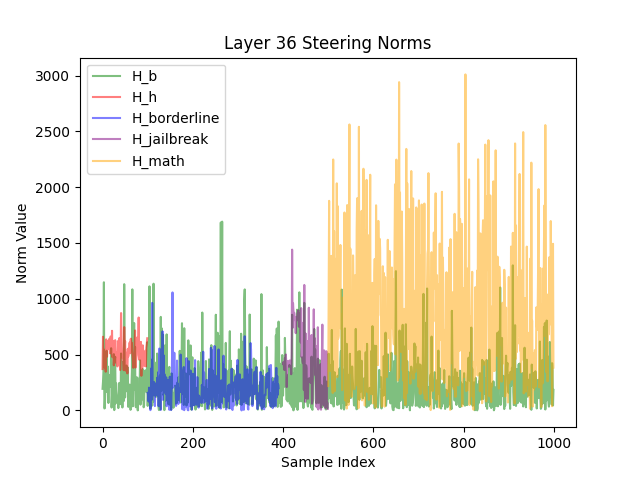 Layer 36 Steering Norms
H_b
H_h
H_borderline
H_jailbreak
H_math
3000
2500
2000
1500
1000
500
0
Norm Value
0 200 400 600 800 1000
Sample Index